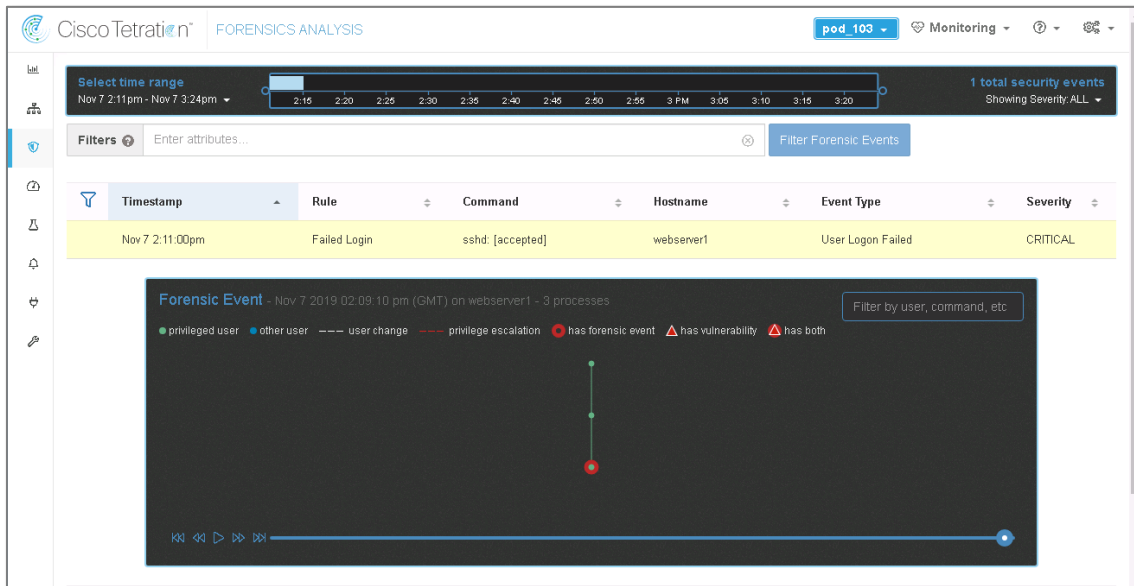 Cisco Tetration™ FORENSICS ANALYSIS pod_103 Monitoring
Select time range 1 total security events
Nov 7 2:11pm - Nov 7 3:24pm 2:15 2:20 2:25 2:30 2:35 2:40 2:45 2:50 2:55 3 PM 3:05 3:10 3:15 3:20 Showing Severity: ALL
Filters Enter attributes... Filter Forensic Events
Timestamp Rule Command Hostname Event Type Severity
Nov 7 2:11:00pm Failed Login sshd: [accepted] webserver1 User Logon Failed CRITICAL
Forensic Event - Nov 7 2019 02:09:10 pm (GMT) on webserver1 - 3 processes Filter by user, command, etc
privileged user other user --- user change --- privilege escalation has forensic event has vulnerability has both